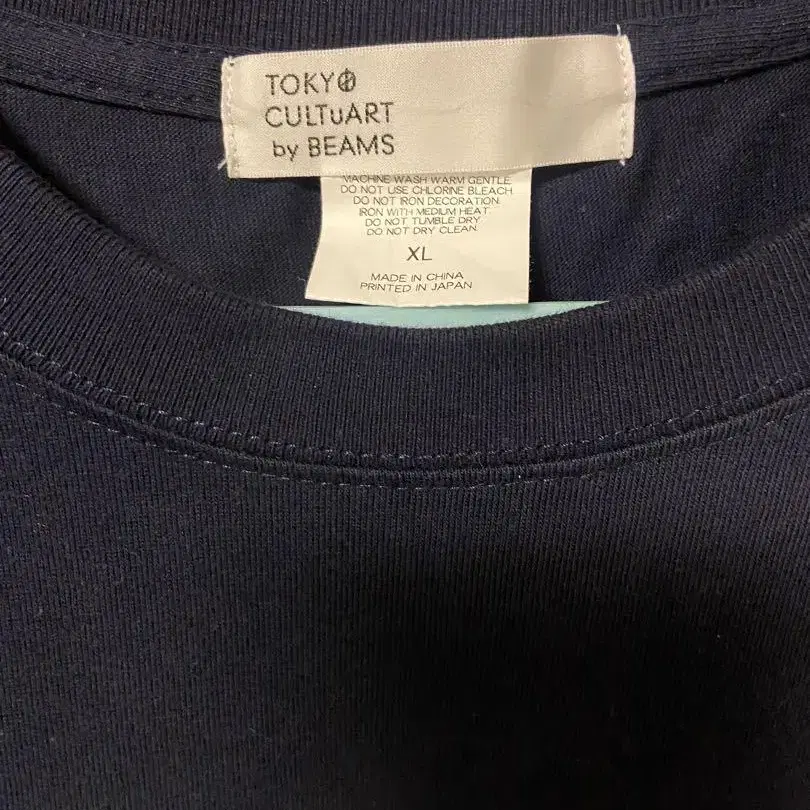 TOKYO
CULTuART
by BEAMS
MACHINE WASH WARM GENTLE
DO NOT USE CHLORINE BLEACH.
DO NOT IRON DECORATION.
IRON WITH MEDIUM HEAT.
DO NOT TUMBLE DRY.
DO NOT DRY CLEAN.
XL
MADE IN CHINA
PRINTED IN JAPAN